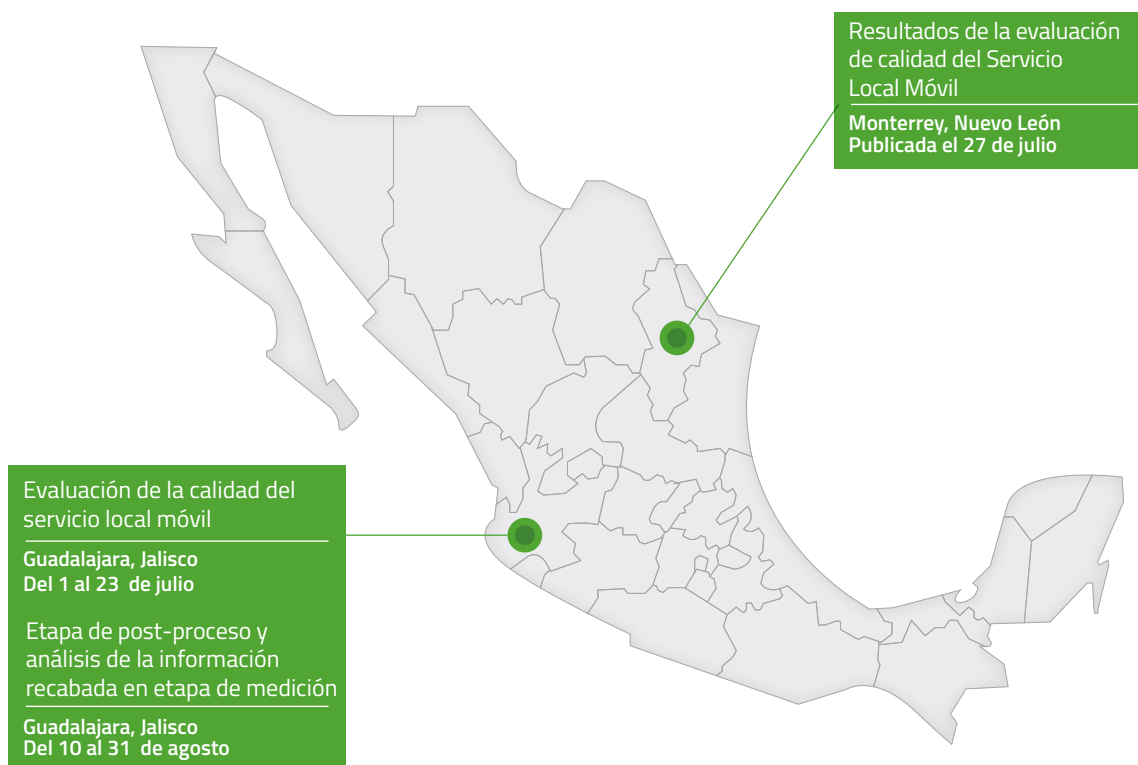 Resultados de la evaluación
de calidad del Servicio
Local Móvil
Monterrey, Nuevo León
Publicada el 27 de julio
Evaluación de la calidad del
servicio local móvil
Guadalajara, Jalisco
Del 1 al 23 de julio
Etapa de post-proceso y
análisis de la información
recabada en etapa de medición
Guadalajara, Jalisco
Del 10 al 31 de agosto